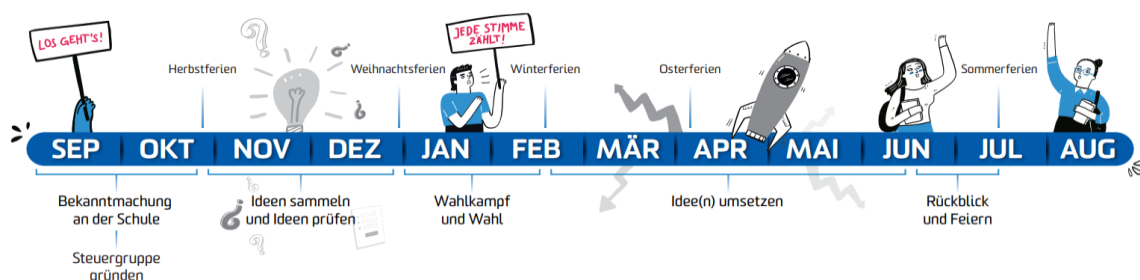 LOS GEHT'S!
JEDE STIMME
ZÄHLT!
Herbstferien
Weihnachtsferien
Winterferien
Osterferien
Sommerferien
SEP
OKT
NOV
DEZ
JAN
FEB
MÄR
APR
MAI
JUN
JUL
AUG
Bekanntmachung
an der Schule
Steuergruppe
gründen
Ideen sammeln
und Ideen prüfen
Wahlkampf
und Wahl
Idee(n) umsetzen
Rückblick
und Feiern